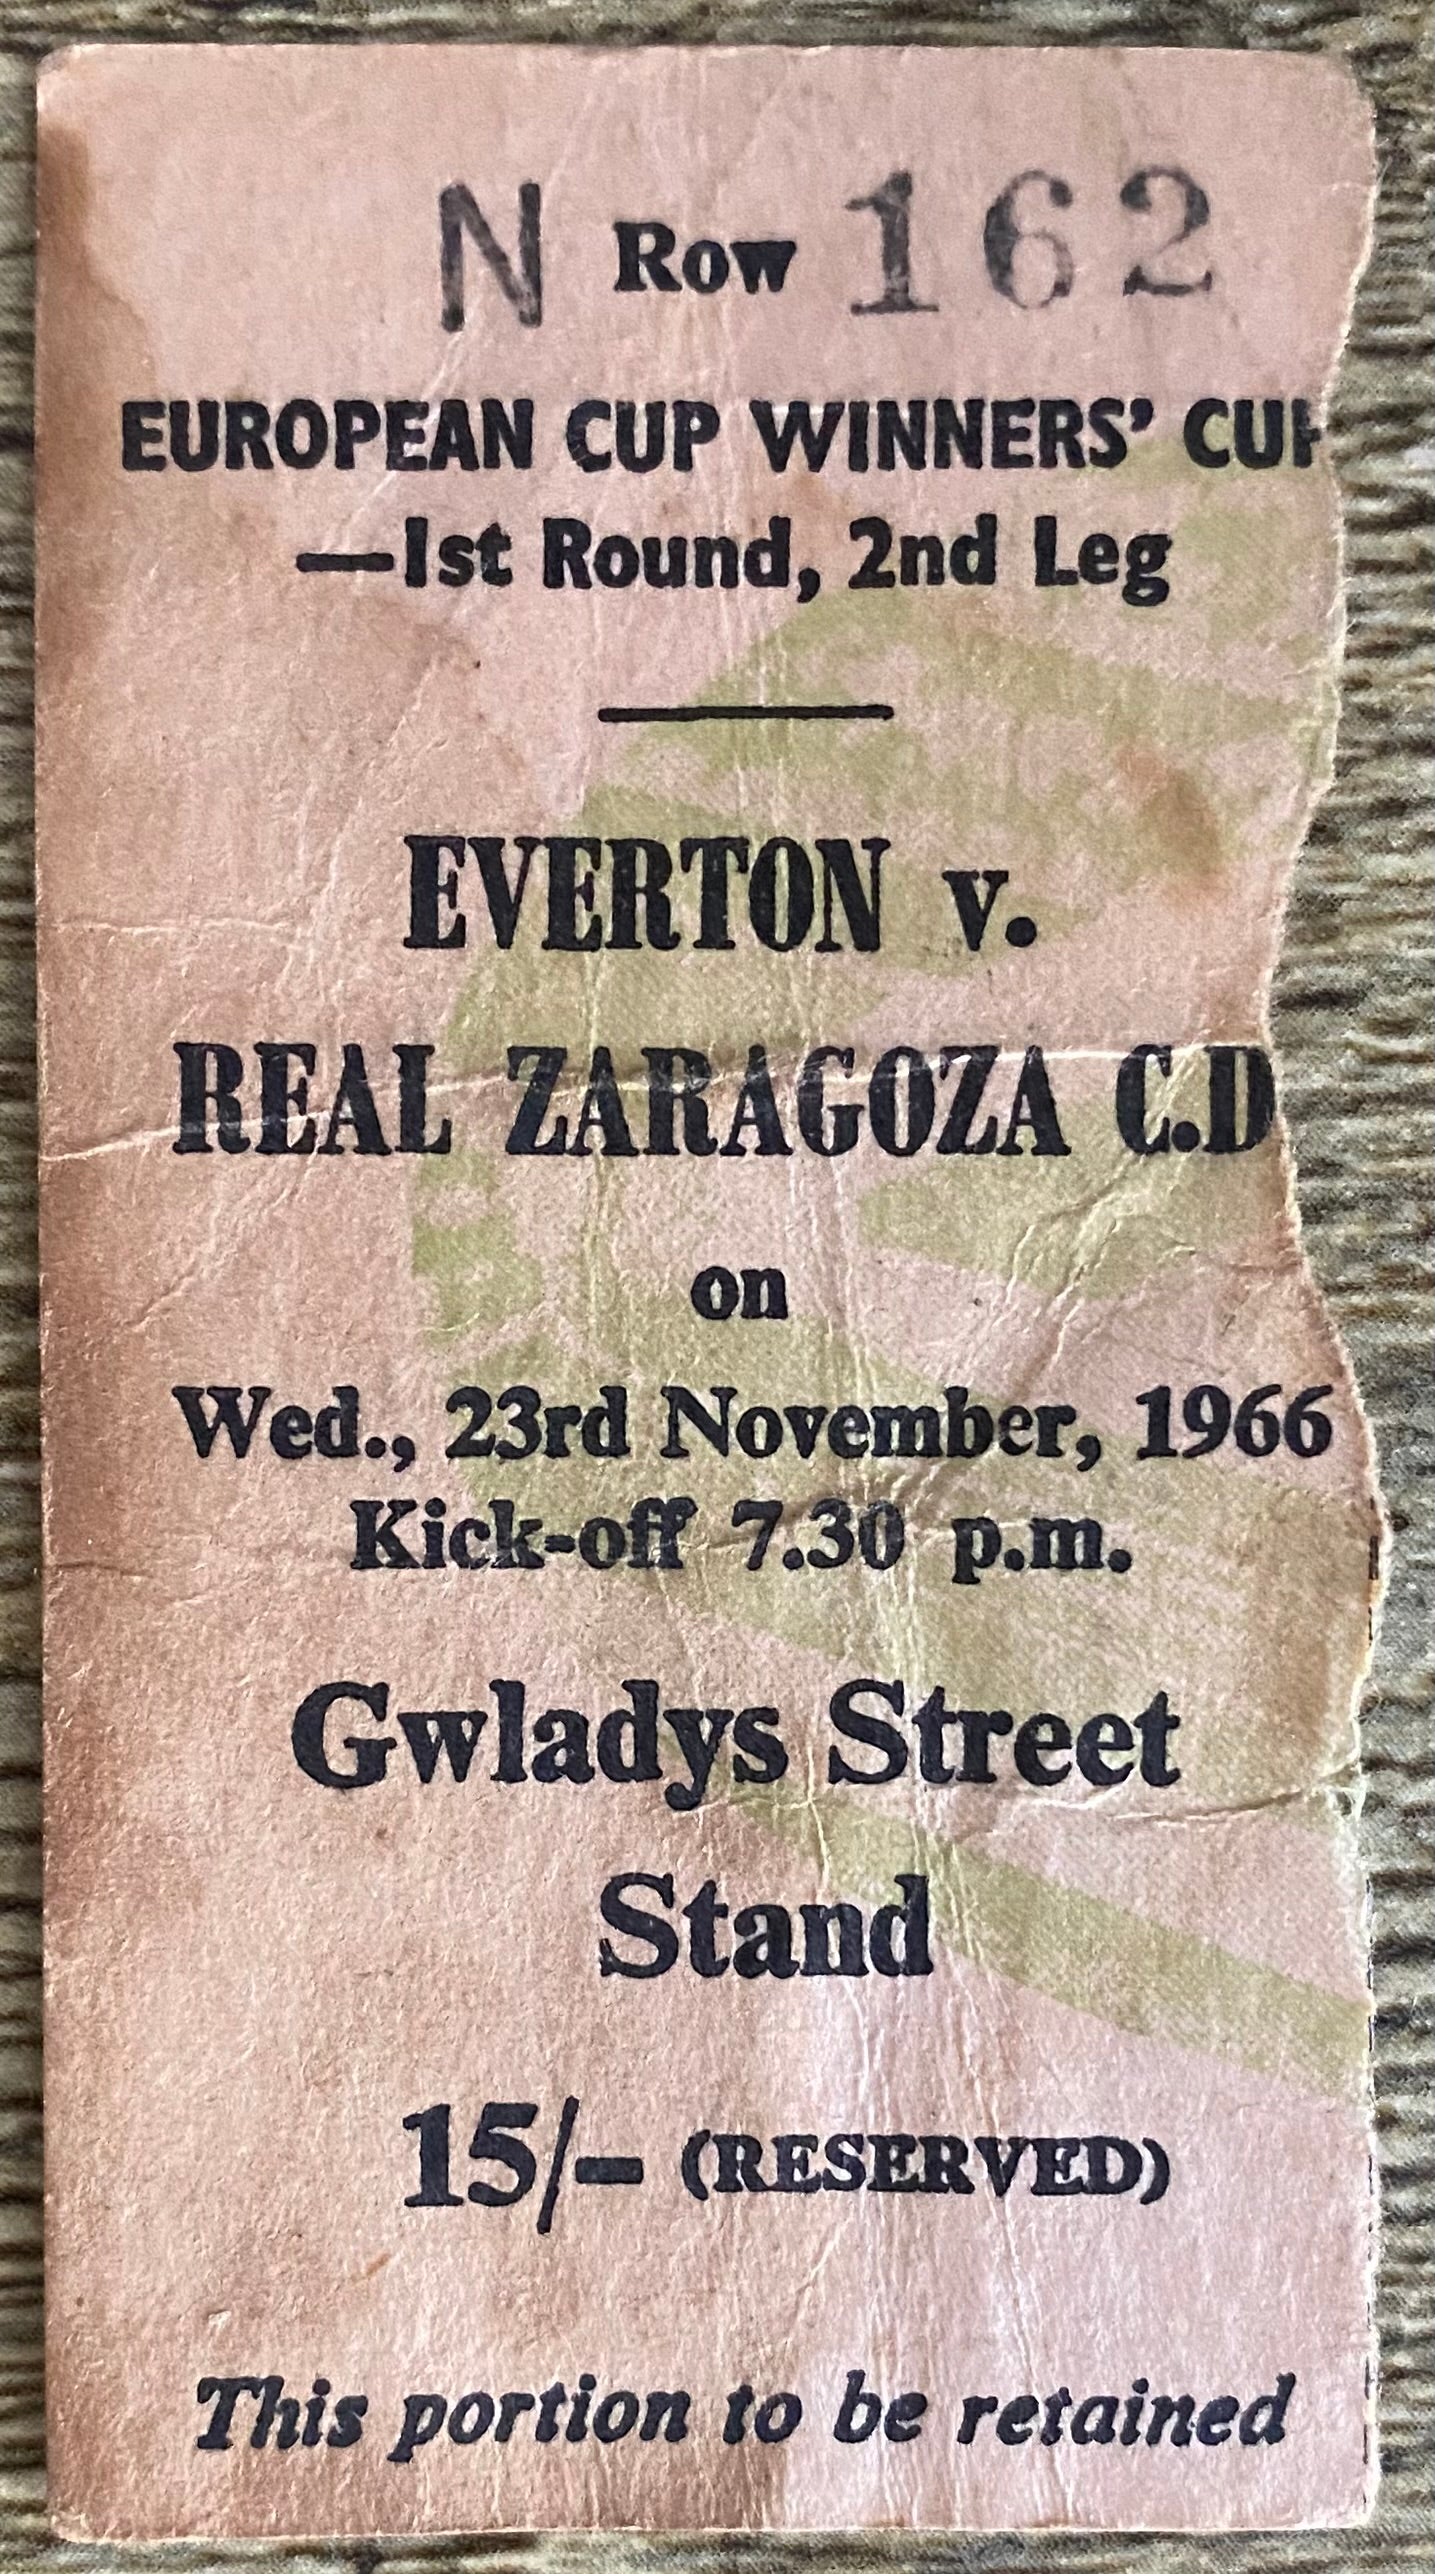 N Row 162
EUROPEAN CUP WINNERS' CUP
—1st Round, 2nd Leg
EVERTON v.
REAL ZARAGOZA C.D
on
Wed., 23rd November, 1966
Kick-off 7.30 p.m.
Gwladys Street
Stand
15/- (RESERVED)
This portion to be retained